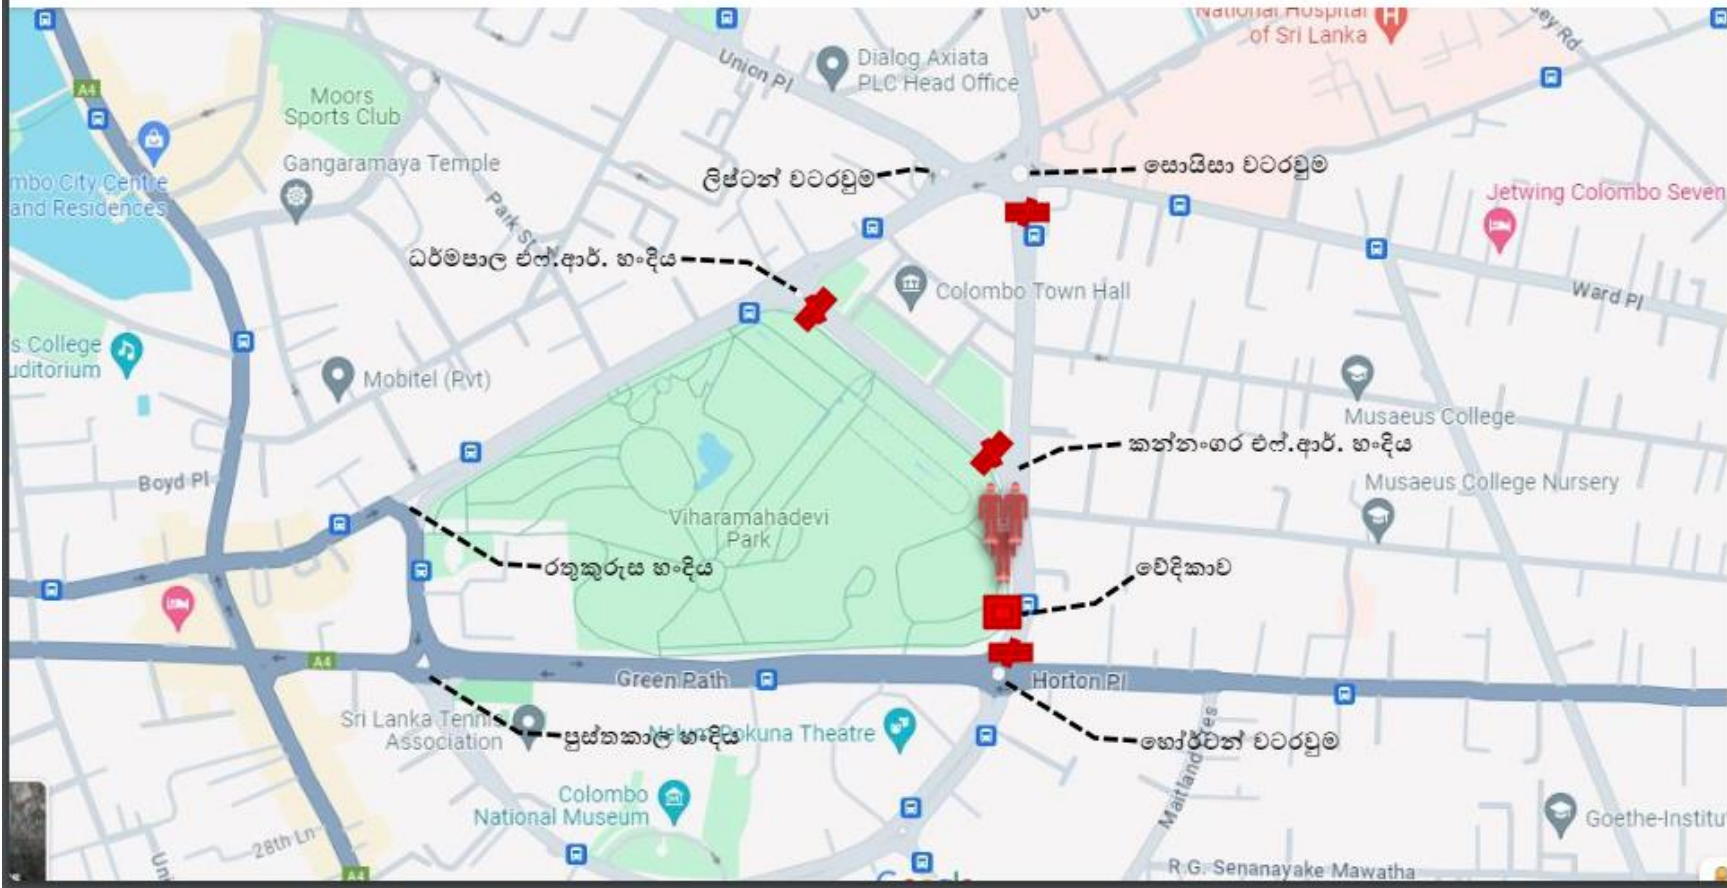 National Hospital
of Sri Lanka
Union Pl
Dialog Axiata
PLC Head Office
A4
Moors
Sports Club
Gangaramaya Temple
ලිප්ටන් වටරවුම
සොයිසා වටරවුම
mbo City Centre
and Residences
Park St
Jetwing Colombo Seven
ධර්මපාල එෆ්.ආර්. හංදිය
Colombo Town Hall
Ward Pl
s College
uditorium
Mobitel (Pvt)
Musaeus College
කන්නංගර එෆ්.ආර්. හංදිය
Boyd Pl
Musaeus College Nursery
Viharamahadevi
Park
රතුකුරුස හංදිය
වේදිකාව
A4
Green Path
Horton Pl
Sri Lanka Tennis
Association
පුස්තකාල හංදිය
Nelum Pokuna Theatre
හෝර්ටන් වටරවුම
Maitland
Colombo
National Museum
Goethe-Institu
28th Ln
R.G. Senanayake Mawatha
A4